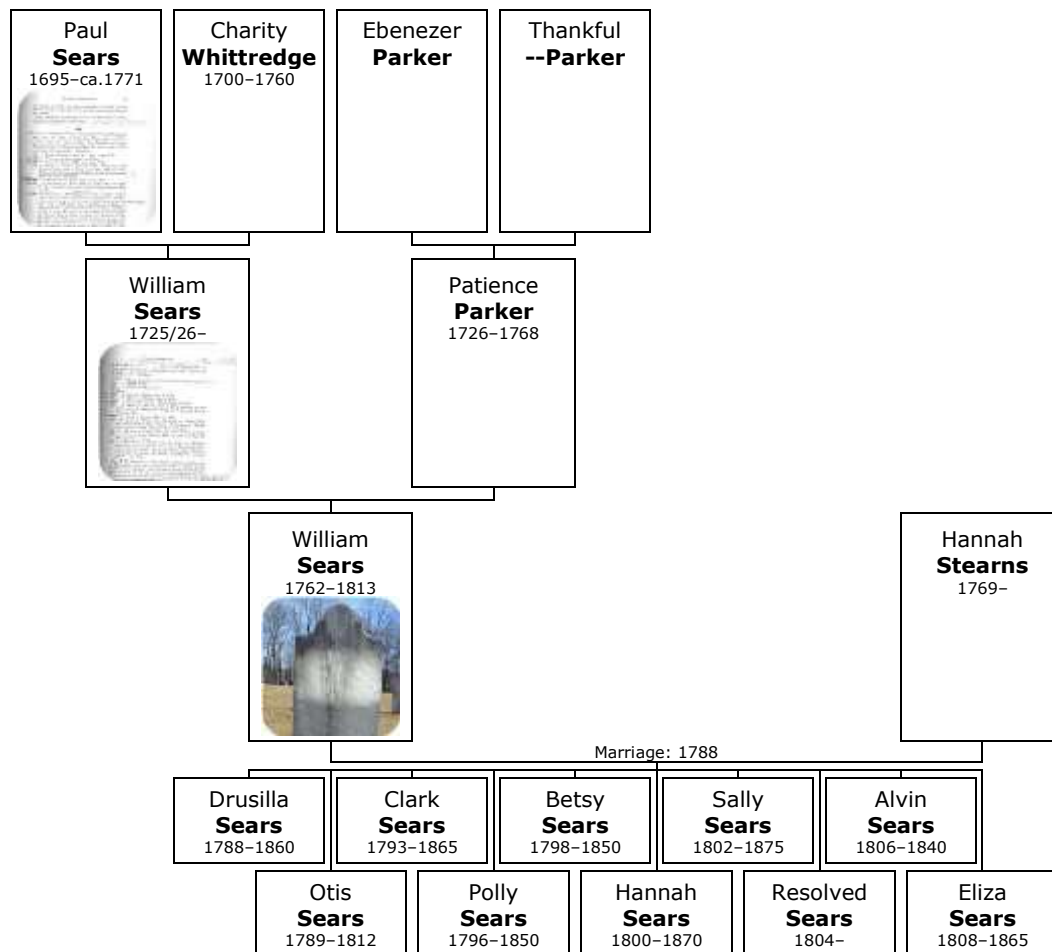 Paul
Sears
1695–ca.1771
Charity
Whittredge
1700–1760
Ebenezer
Parker
Thankful
--Parker
William
Sears
1725/26–
Patience
Parker
1726–1768
William
Sears
1762–1813
Hannah
Stearns
1769–
Marriage: 1788
Drusilla
Sears
1788–1860
Clark
Sears
1793–1865
Betsy
Sears
1798–1850
Sally
Sears
1802–1875
Alvin
Sears
1806–1840
Otis
Sears
1789–1812
Polly
Sears
1796–1850
Hannah
Sears
1800–1870
Resolved
Sears
1804–
Eliza
Sears
1808–1865